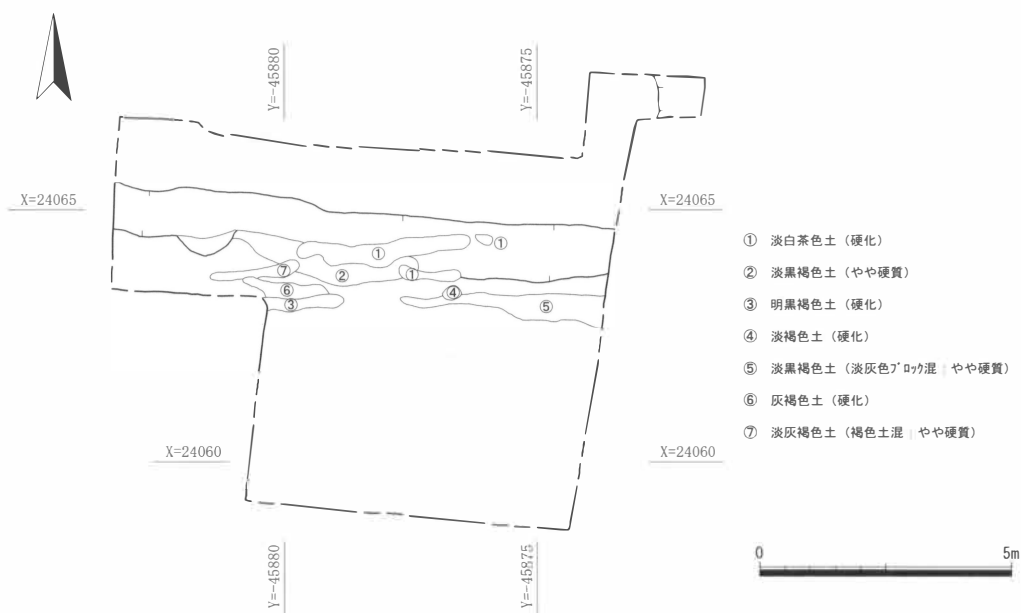 Y=-45880
Y=-45875
X=24065
X=24065
① 淡白茶色土（硬化）
② 淡黒褐色土（やや硬質）
③ 明黒褐色土（硬化）
④ 淡褐色土（硬化）
⑤ 淡黒褐色土（淡灰色ﾌﾞﾛｯｸ混 やや硬質）
⑥ 灰褐色土（硬化）
⑦ 淡灰褐色土（褐色土混 やや硬質）
①
①
⑦
②
①
⑥
④
③
⑤
X=24060
X=24060
Y=-45880
Y=-45875
0
5m